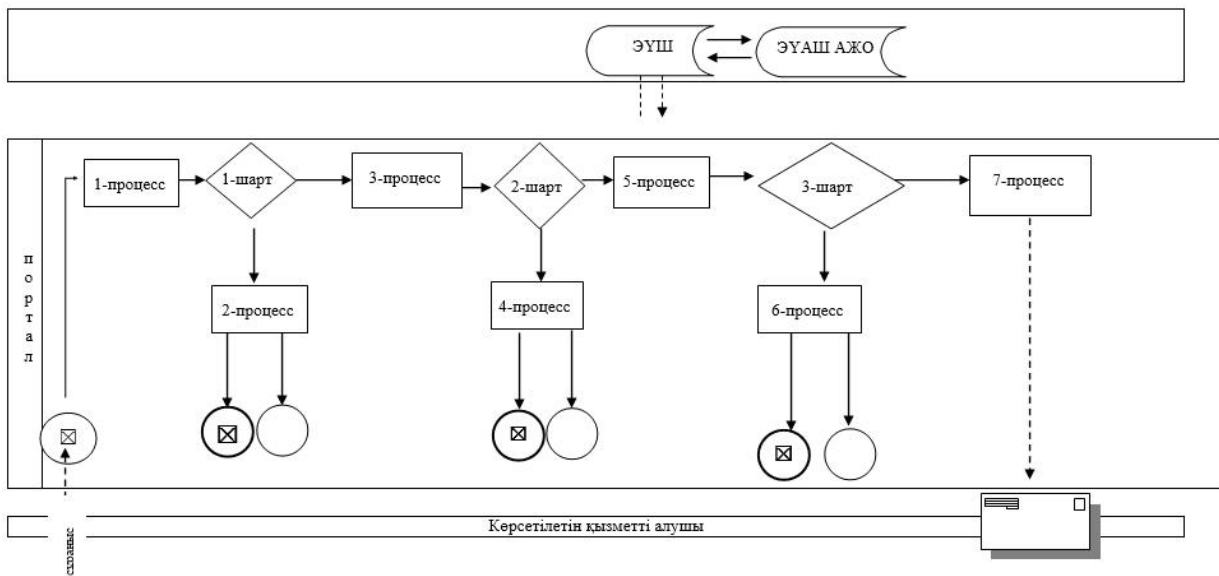 ЭҮШ
ЭҮАШ АЖО
1-процесс
1-шарт
3-процесс
2-шарт
5-процесс
3-шарт
7-процесс
2-процесс
4-процесс
6-процесс
портал
Көрсетілетін қызметті алушы
сұраныс